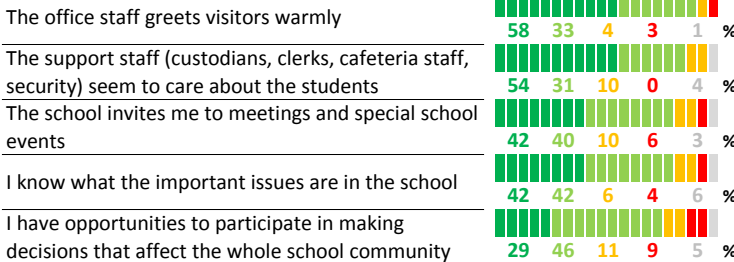 The office staff greets visitors warmly
58 33 4 3 1 %
The support staff (custodians, clerks, cafeteria staff,
security) seem to care about the students
54 31 10 0 4 %
The school invites me to meetings and special school
events
42 40 10 6 3 %
I know what the important issues are in the school
42 42 6 4 6 %
I have opportunities to participate in making
decisions that affect the whole school community
29 46 11 9 5 %